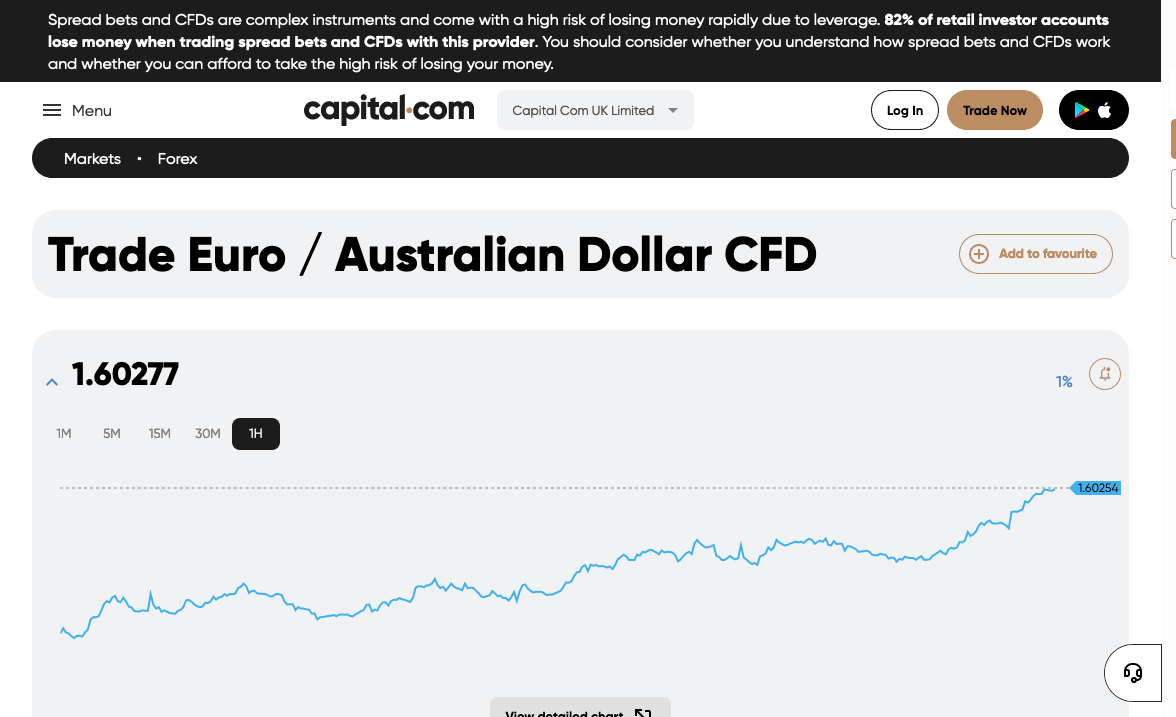 Spread bets and CFDs are complex instruments and come with a high risk of losing money rapidly due to leverage. 82% of retail investor accounts
lose money when trading spread bets and CFDs with this provider. You should consider whether you understand how spread bets and CFDs work
and whether you can afford to take the high risk of losing your money.
Menu
capital.com
Capital Com UK Limited
Log In
Trade Now
Markets • Forex
Trade Euro / Australian Dollar CFD
Add to favourite
1.60277
1%
1M 5M 15M 30M 1H
1.60254
View detailed chart